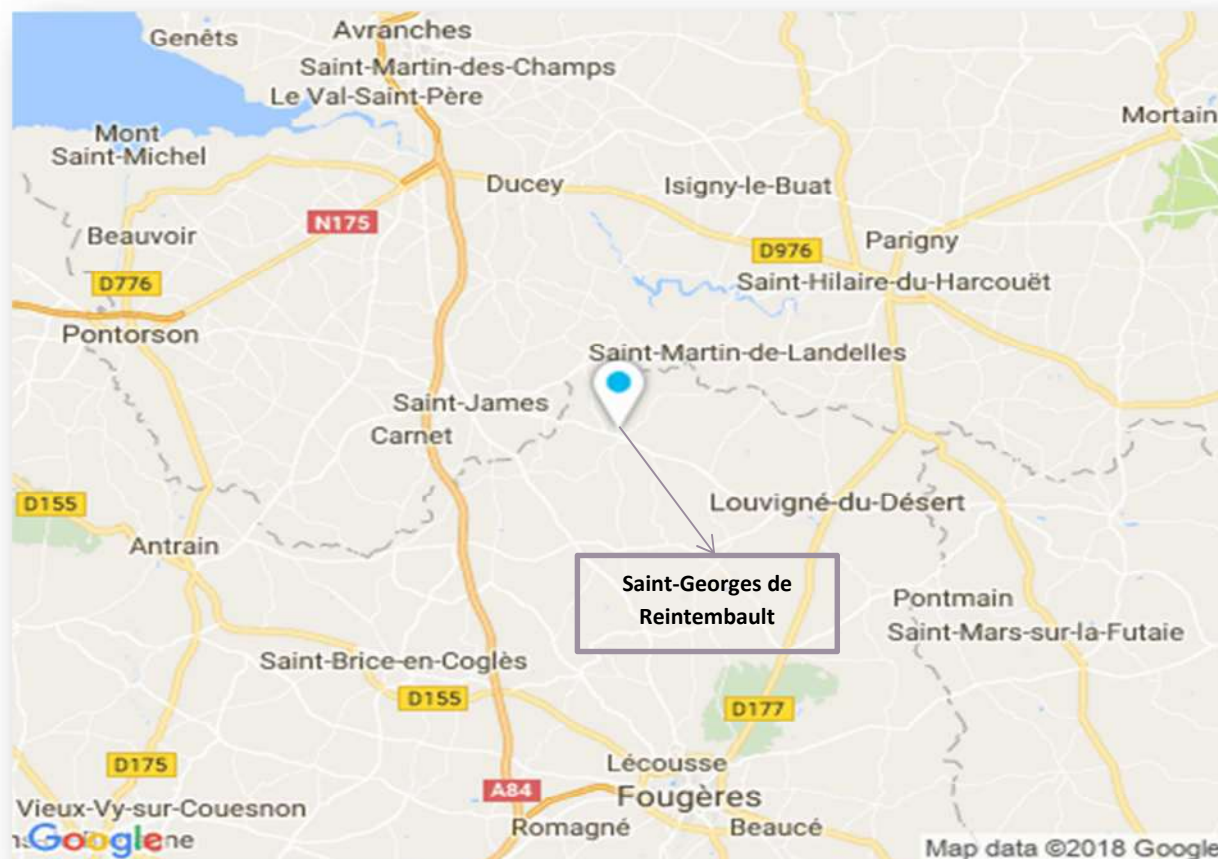 Genêts
Avranches
Saint-Martin-des-Champs
Le Val-Saint-Père
Mortain
Mont
Saint-Michel
Ducey
Isigny-le-Buat
N175
Beauvoir
D976
Parigny
D776
Saint-Hilaire-du-Harcouët
Pontorson
Saint-Martin-de-Landelles
Saint-James
Carnet
D155
Louvigné-du-Désert
Antrain
Saint-Georges de
Reintembault
Pontmain
Saint-Mars-sur-la-Futaie
Saint-Brice-en-Coglès
D155
D177
D175
Lécousse
A84
Fougères
Vieux-Vy-sur-Couesnon
Romagné
Beaucé
Google
Map data ©2018 Google